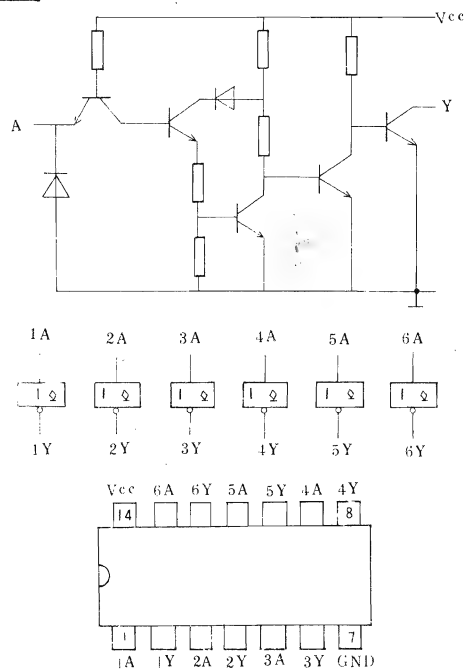 Vcc
A
Y
1A 2A 3A 4A 5A 6A
1 ◇ 1 ◇ 1 ◇ 1 ◇ 1 ◇ 1 ◇
1Y 2Y 3Y 4Y 5Y 6Y
Vcc 6A 6Y 5A 5Y 4A 4Y
14 8
1 7
1A 1Y 2A 2Y 3A 3Y GND